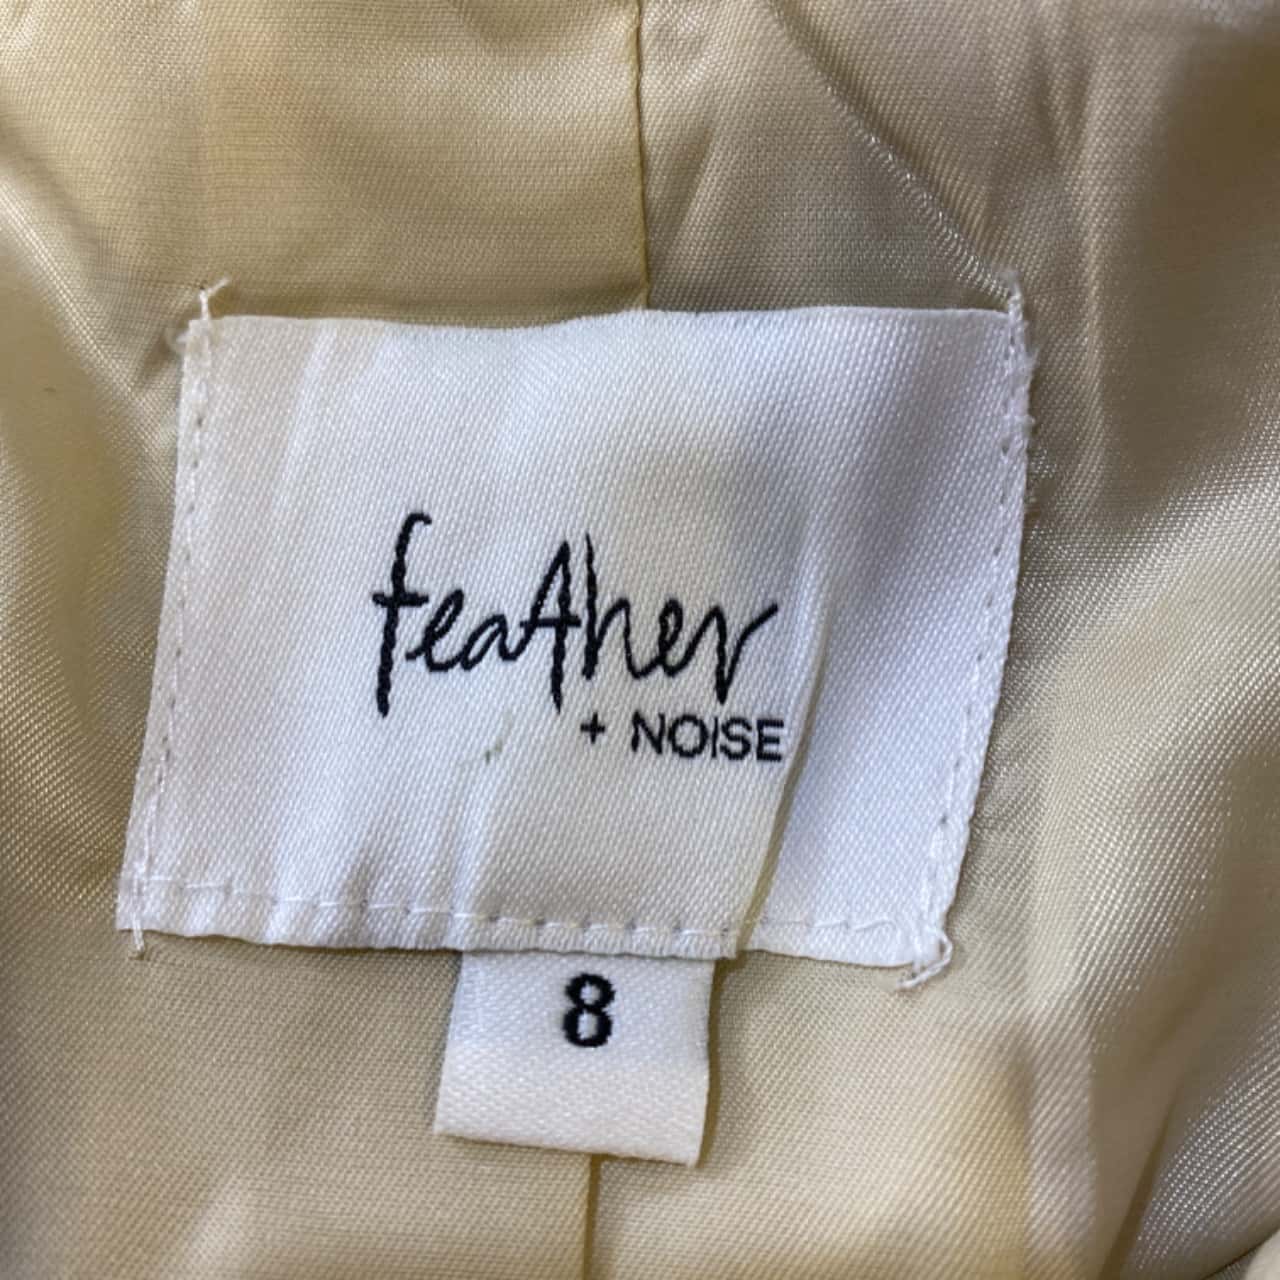 feather
+ NOISE
8